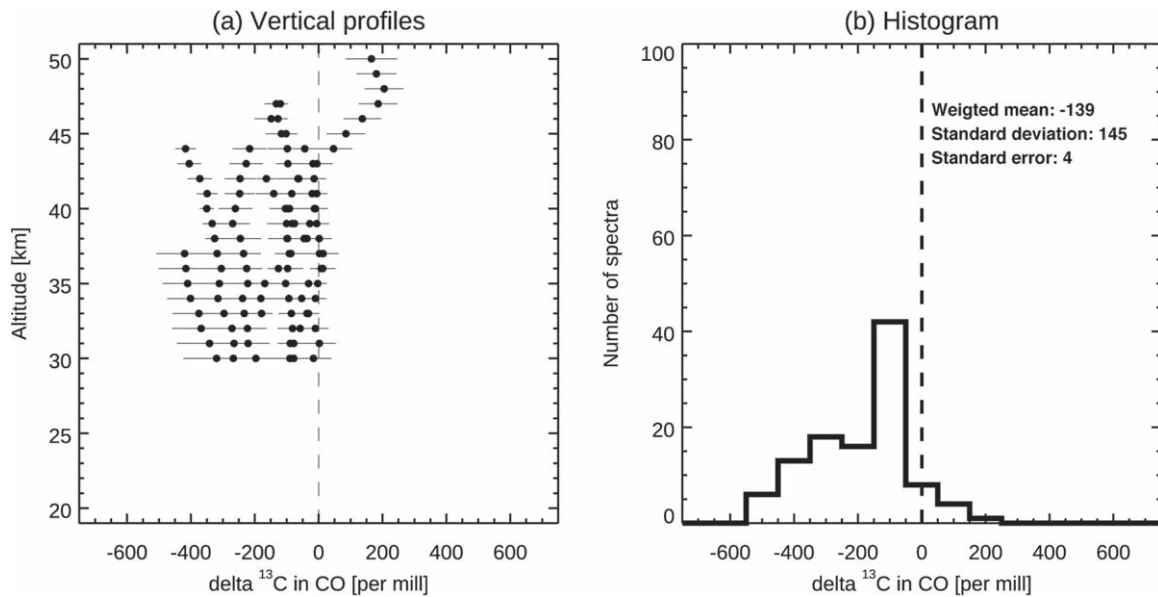 (a) Vertical profiles
50
45
40
35
30
25
20
Altitude [km]
-600 -400 -200 0 200 400 600
delta ¹³C in CO [per mill]
(b) Histogram
100
80
60
40
20
0
Number of spectra
Weigted mean: -139
Standard deviation: 145
Standard error: 4
-600 -400 -200 0 200 400 600
delta ¹³C in CO [per mill]